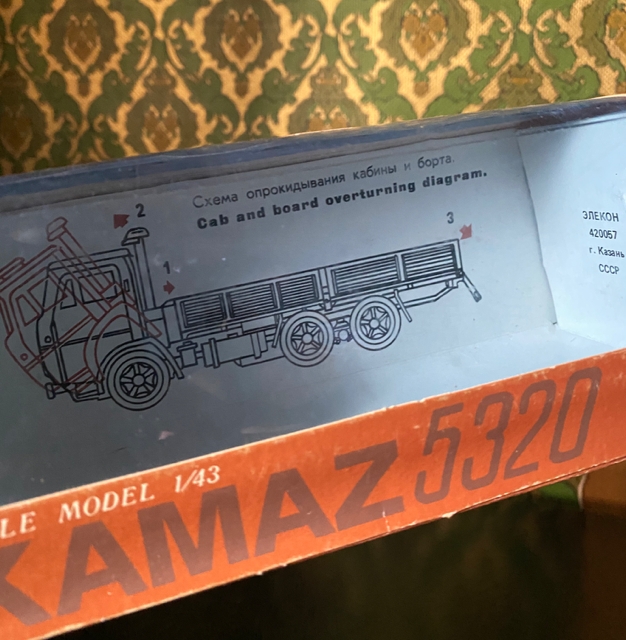 Схема опрокидывания кабины и борта.
Cab and board overturning diagram.
2
1
3
ЭЛЕКОН
420057
г. Казань
СССР
LE MODEL 1/43
KAMAZ 5320